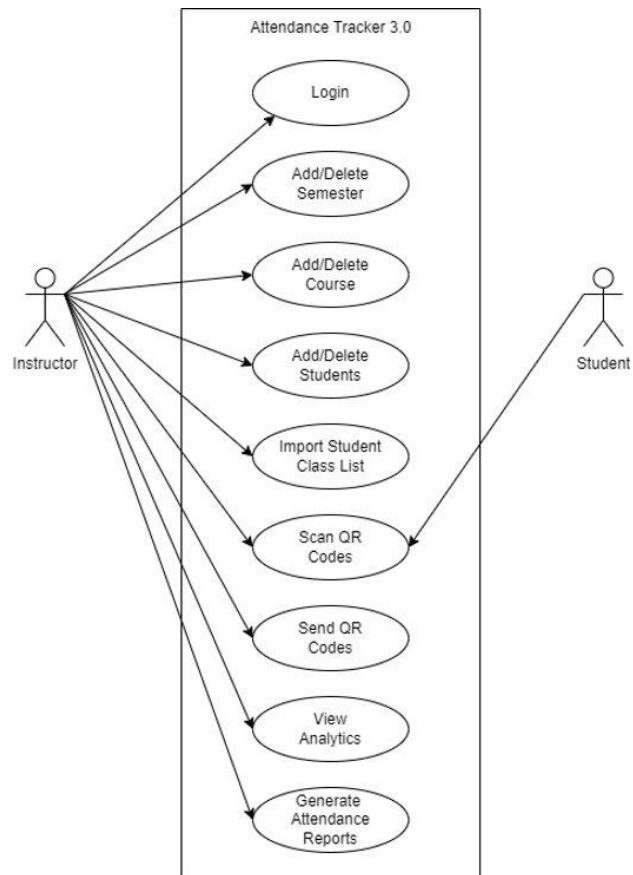 Attendance Tracker 3.0
Login
Add/Delete
Semester
Add/Delete
Course
Instructor
Student
Add/Delete
Students
Import Student
Class List
Scan QR
Codes
Send QR
Codes
View
Analytics
Generate
Attendance
Reports